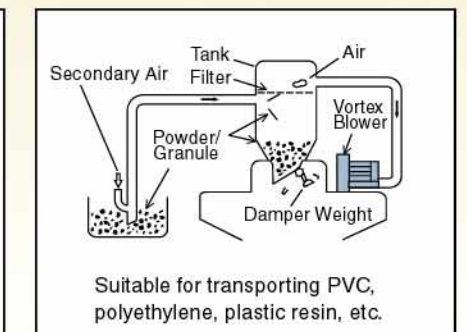 Tank
Air
Secondary Air
Filter
Vortex
Blower
Powder/
Granule
Damper Weight
Suitable for transporting PVC,
polyethylene, plastic resin, etc.